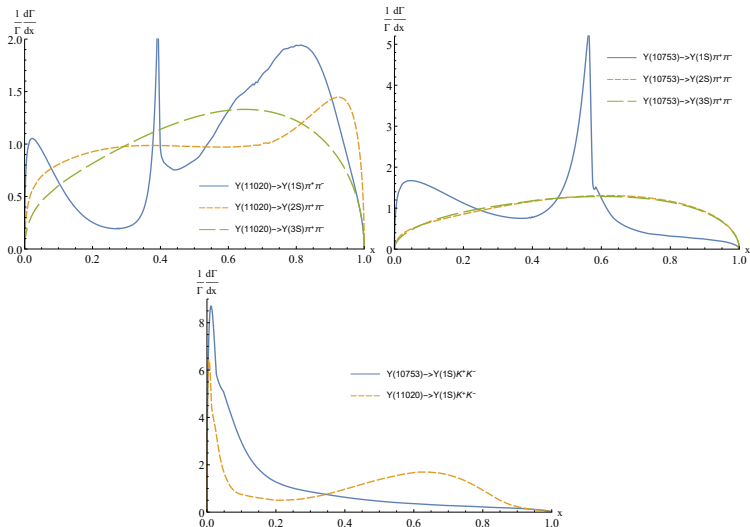 1 dΓ
Γ dx
2.0
1.5
1.0
0.5
0.0
0.0 0.2 0.4 0.6 0.8 1.0
x
Υ(11020)->Υ(1S)π⁺π⁻
Υ(11020)->Υ(2S)π⁺π⁻
Υ(11020)->Υ(3S)π⁺π⁻
1 dΓ
Γ dx
5
4
3
2
1
0
0.0 0.2 0.4 0.6 0.8 1.0
x
Υ(10753)->Υ(1S)π⁺π⁻
Υ(10753)->Υ(2S)π⁺π⁻
Υ(10753)->Υ(3S)π⁺π⁻
1 dΓ
Γ dx
8
6
4
2
0
0.0 0.2 0.4 0.6 0.8 1.0
x
Υ(10753)->Υ(1S)K⁺K⁻
Υ(11020)->Υ(1S)K⁺K⁻